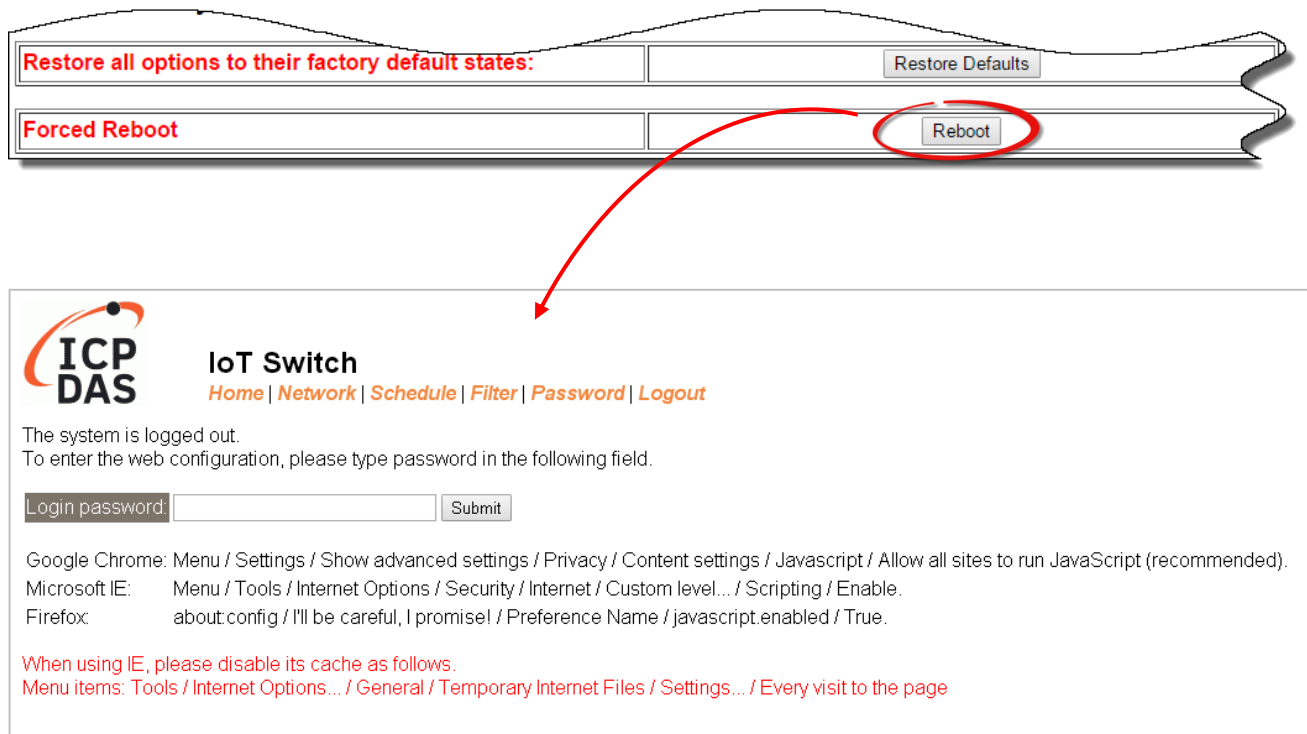 Restore all options to their factory default states:
Restore Defaults
Forced Reboot
Reboot
ICP
DAS
IoT Switch
Home | Network | Schedule | Filter | Password | Logout
The system is logged out.
To enter the web configuration, please type password in the following field.
Login password:
Submit
Google Chrome: Menu / Settings / Show advanced settings / Privacy / Content settings / Javascript / Allow all sites to run JavaScript (recommended).
Microsoft IE: Menu / Tools / Internet Options / Security / Internet / Custom level... / Scripting / Enable.
Firefox: about:config / I'll be careful, I promise! / Preference Name / javascript.enabled / True.
When using IE, please disable its cache as follows.
Menu items: Tools / Internet Options... / General / Temporary Internet Files / Settings... / Every visit to the page